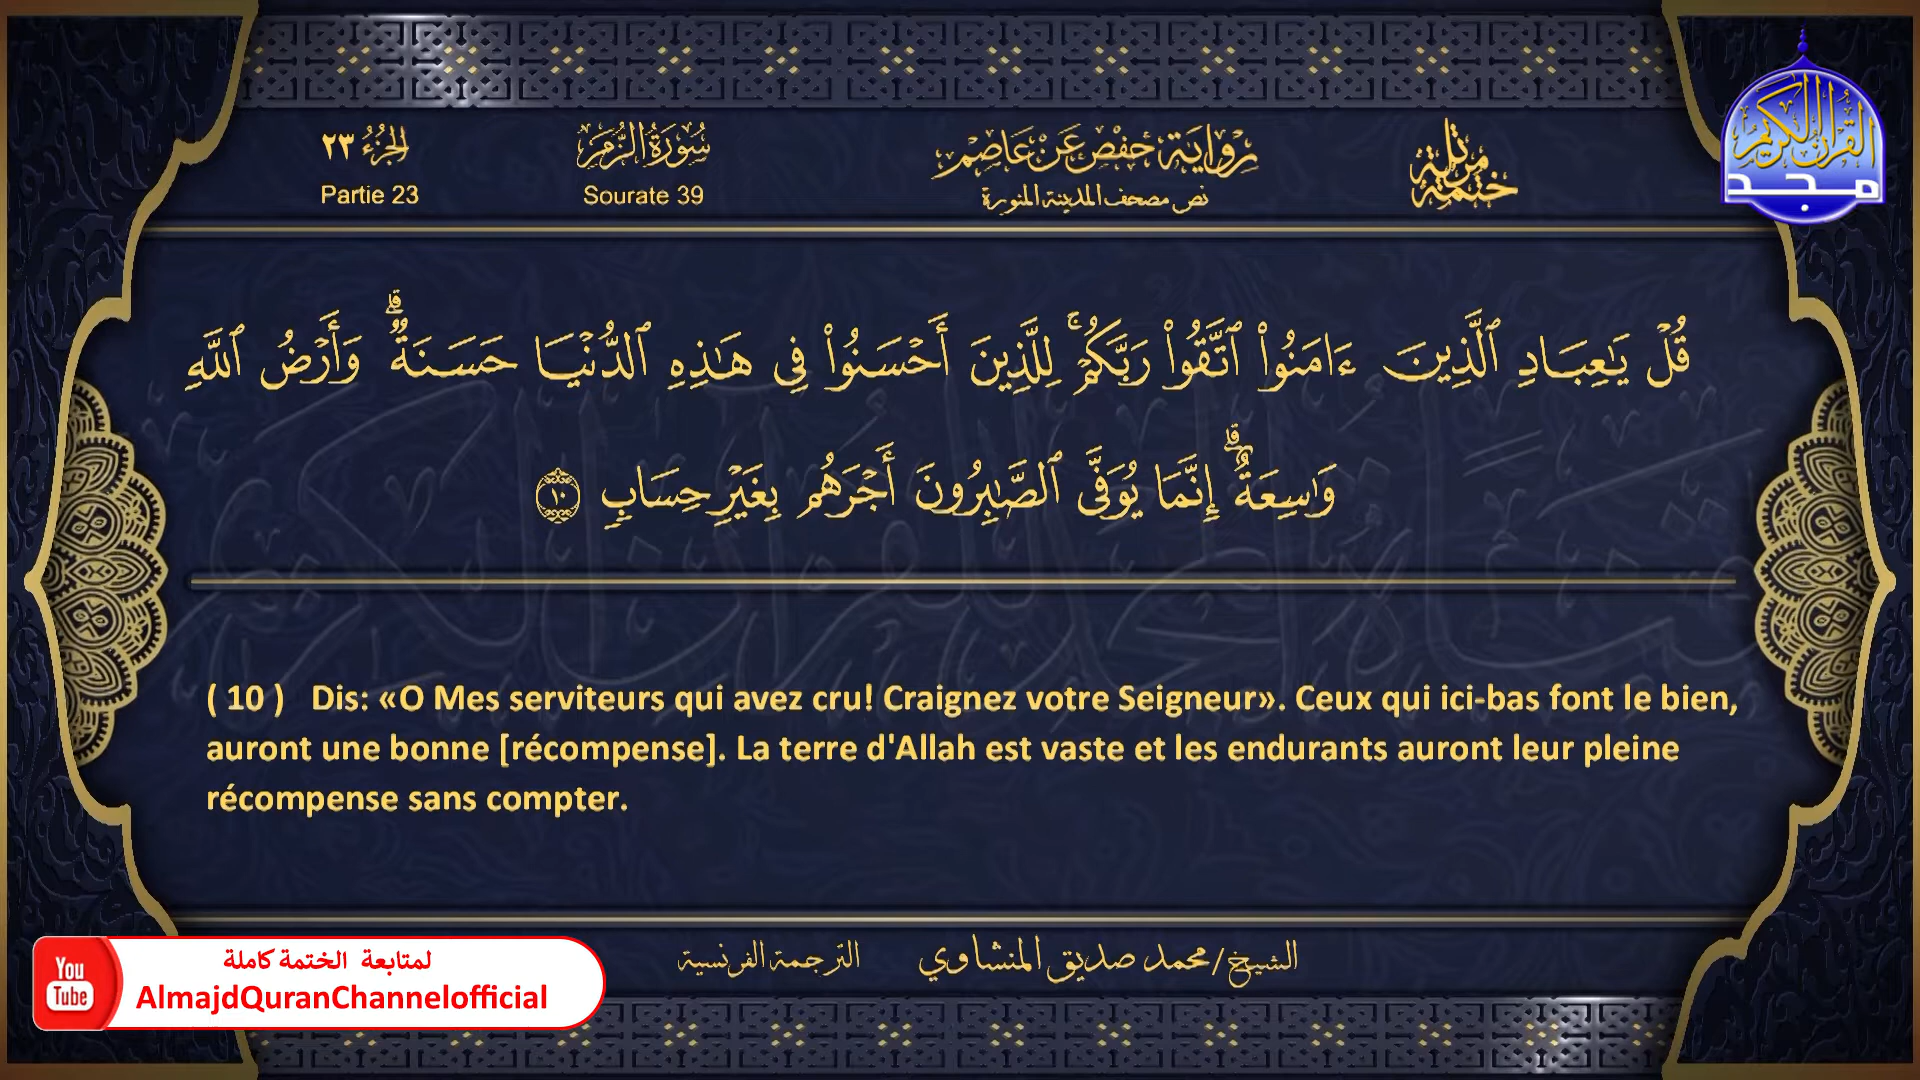 القرآن الكريم
مجد
ختمة مرتلة
رواية: حفص عن عاصم
نص مصحف المدينة المنورة
سورة الزمر
Sourate 39
الجزء ٢٣
Partie 23
قُلْ يَٰعِبَادِ ٱلَّذِينَ ءَامَنُوا۟ ٱتَّقُوا۟ رَبَّكُمْ ۚ لِلَّذِينَ أَحْسَنُوا۟ فِى هَٰذِهِ ٱلدُّنْيَا حَسَنَةٌ ۗ وَأَرْضُ ٱللَّهِ
وَٰسِعَةٌ ۗ إِنَّمَا يُوَفَّى ٱلصَّٰبِرُونَ أَجْرَهُم بِغَيْرِ حِسَابٍ ١٠
( 10 ) Dis: «O Mes serviteurs qui avez cru! Craignez votre Seigneur». Ceux qui ici-bas font le bien,
auront une bonne [récompense]. La terre d'Allah est vaste et les endurants auront leur pleine
récompense sans compter.
الشيخ/محمد صديق المنشاوي
الترجمة الفرنسية
You
Tube
لمتابعة الختمة كاملة
AlmajdQuranChannelofficial